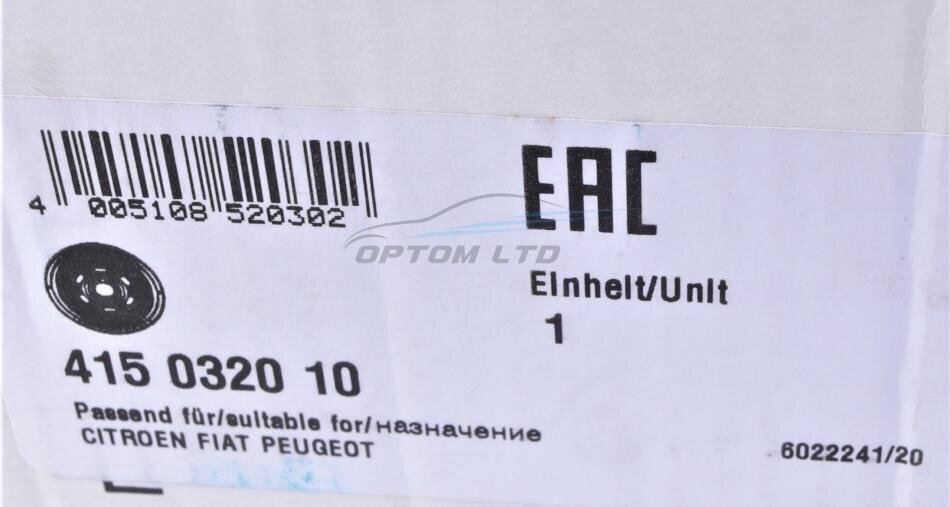 4 005108 520302
EAC
OPTOM LTD
Einheit/Unit
1
415 0320 10
Passend für/suitable for/назначение
CITROEN FIAT PEUGEOT
6022241/20